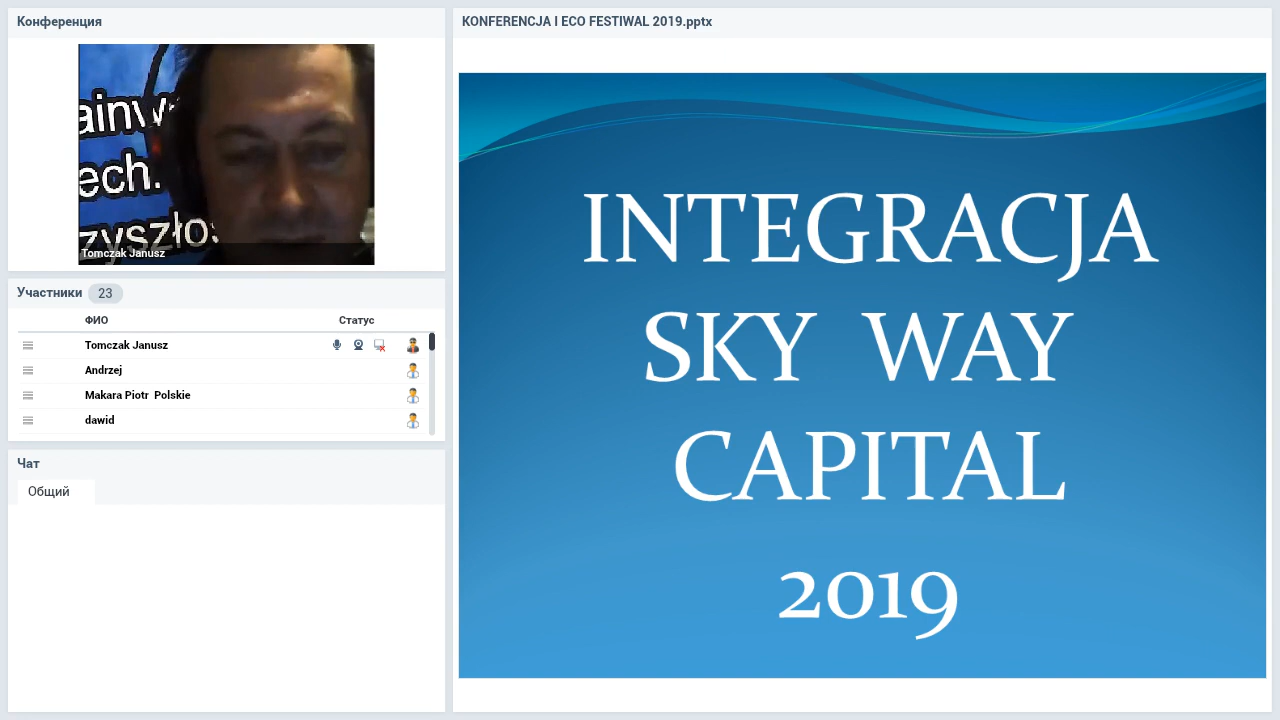 Конференция
ainw
ech.
zyszłoś
Tomczak Janusz
Участники 23
ФИО Статус
Tomczak Janusz
Andrzej
Makara Piotr Polskie
dawid
Чат
Общий
KONFERENCJA I ECO FESTIWAL 2019.pptx
INTEGRACJA
SKY WAY
CAPITAL
2019